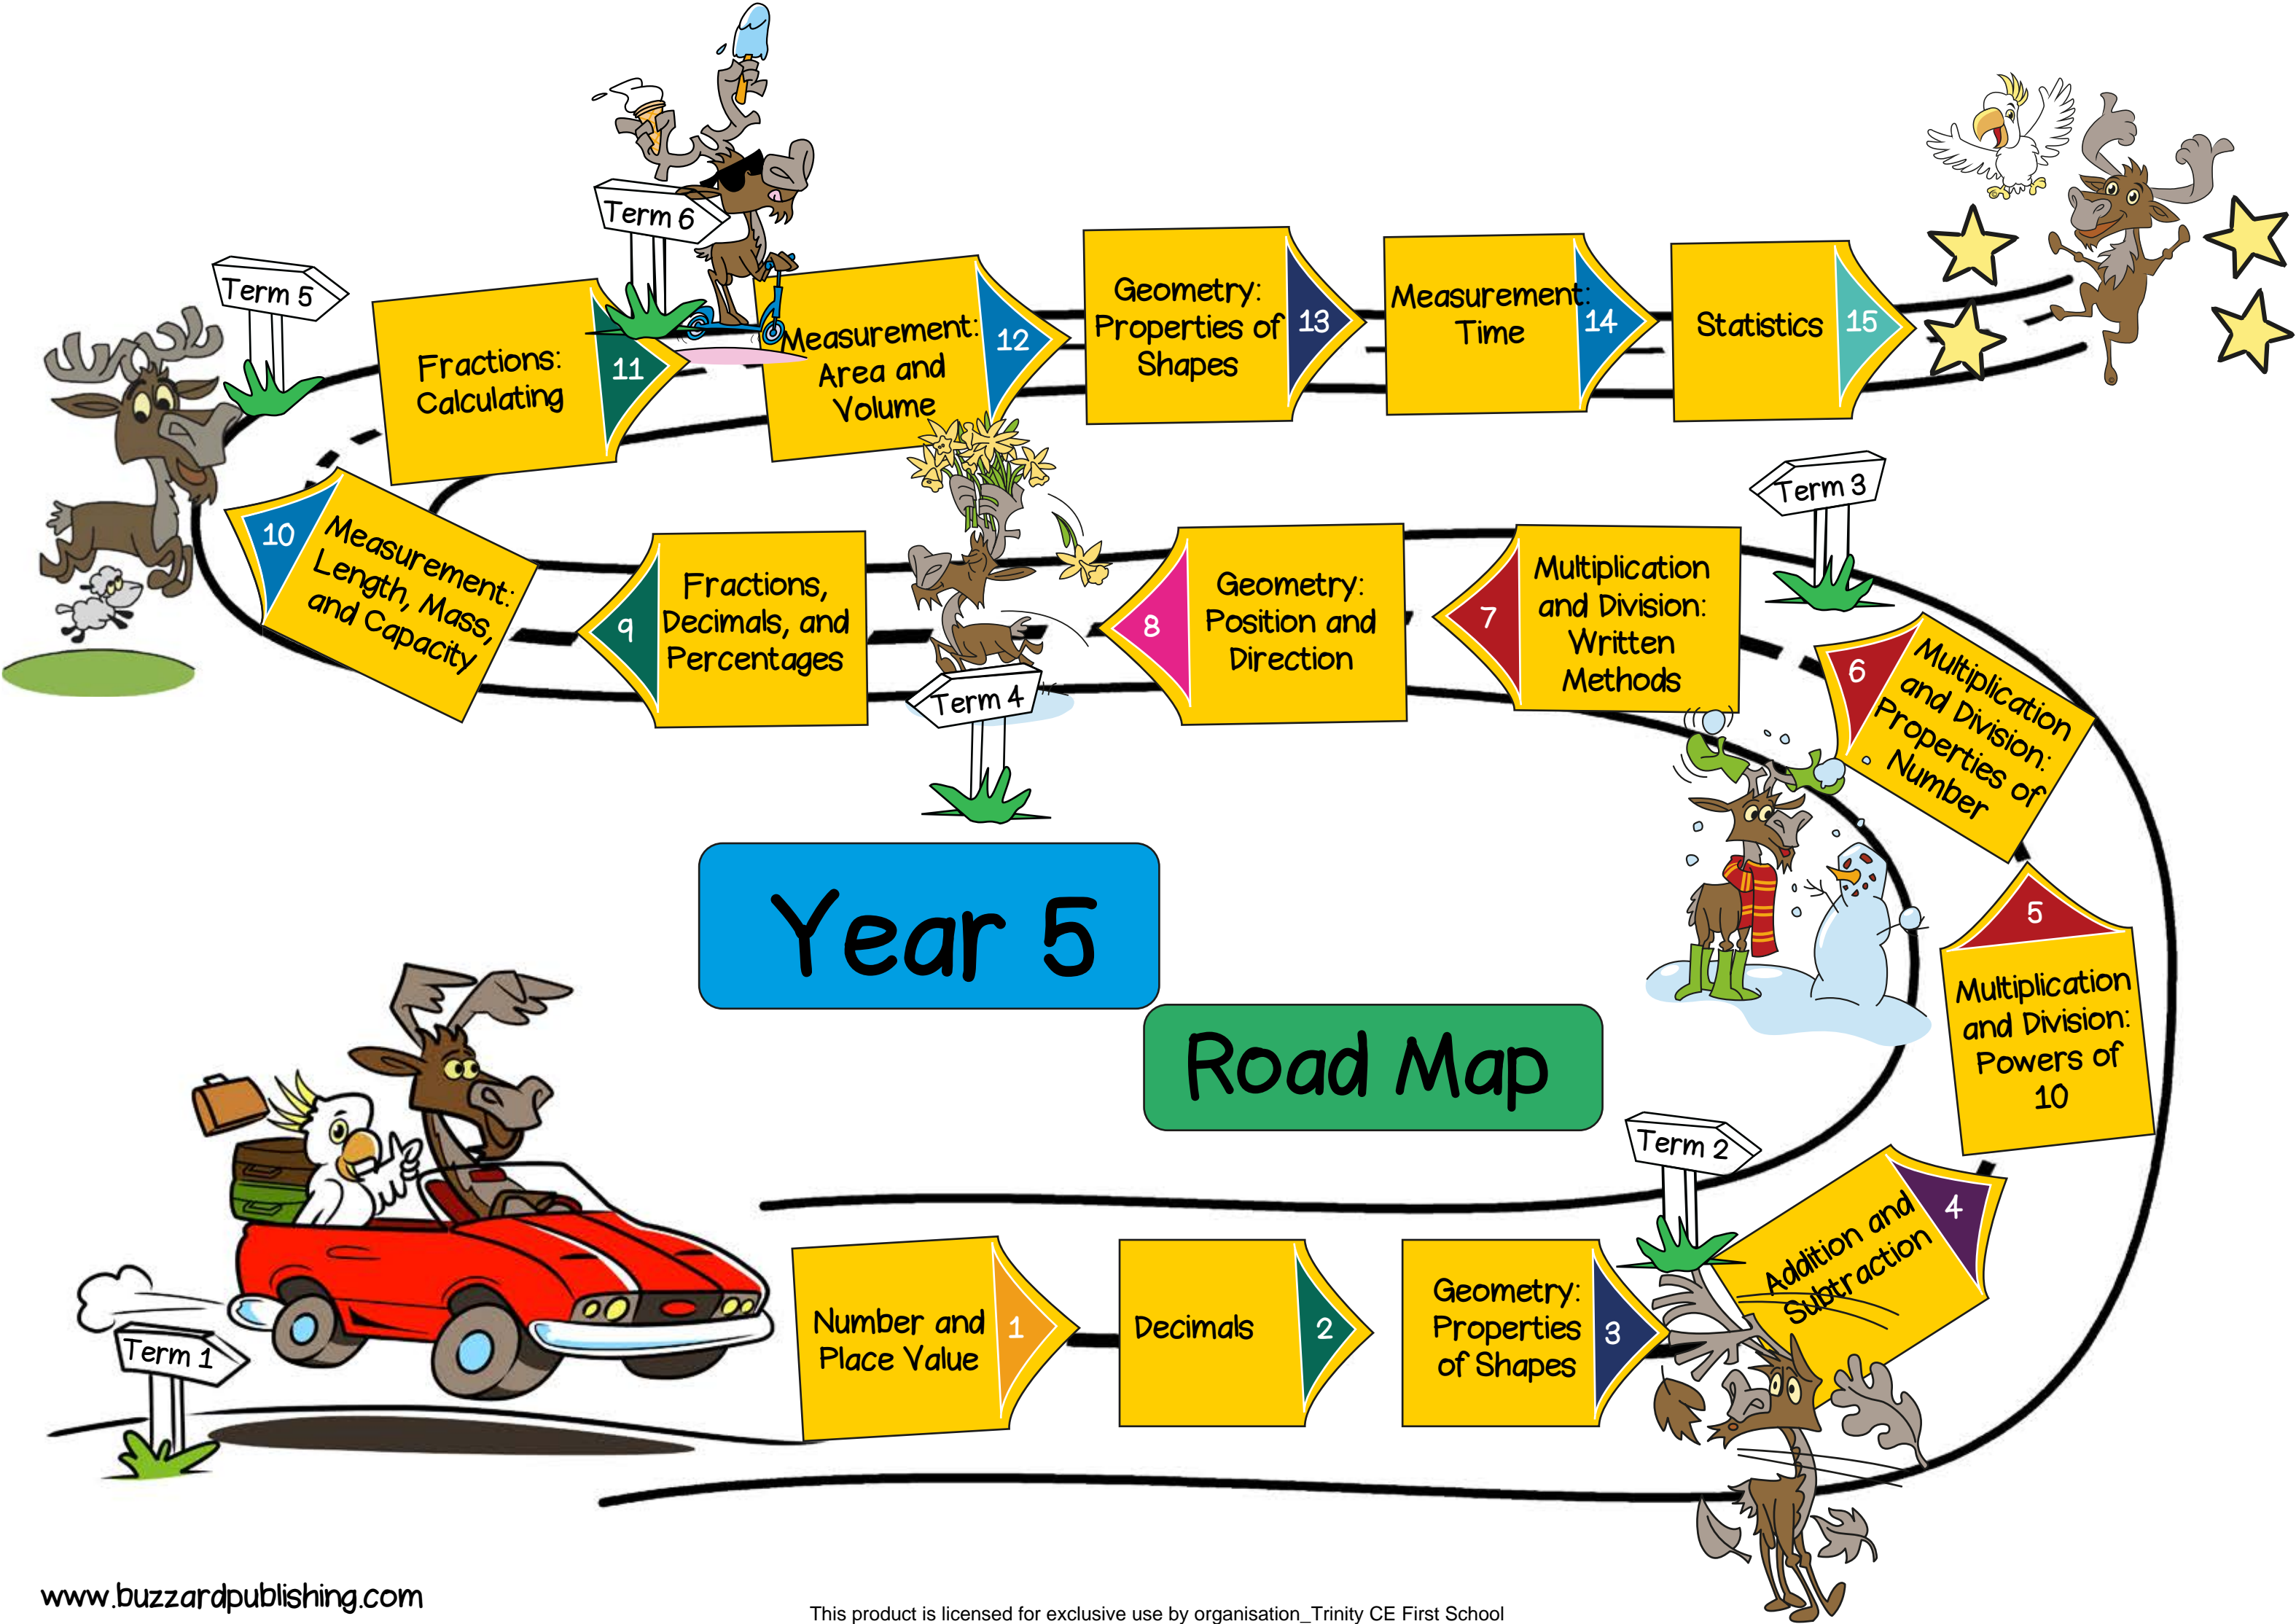 Term 1
Number and
Place Value
1
Decimals
2
Geometry:
Properties
of Shapes
3
Term 2
Addition and
Subtraction
4
5
Multiplication
and Division:
Powers of
10
6
Multiplication
and Division:
Properties of
Number
Term 3
7
Multiplication
and Division:
Written
Methods
8
Geometry:
Position and
Direction
Term 4
9
Fractions,
Decimals, and
Percentages
10
Measurement:
Length, Mass,
and Capacity
Term 5
Fractions:
Calculating
11
Term 6
Measurement:
Area and
Volume
12
Geometry:
Properties of
Shapes
13
Measurement:
Time
14
Statistics
15
Year 5
Road Map
www.buzzardpublishing.com
This product is licensed for exclusive use by organisation_Trinity CE First School